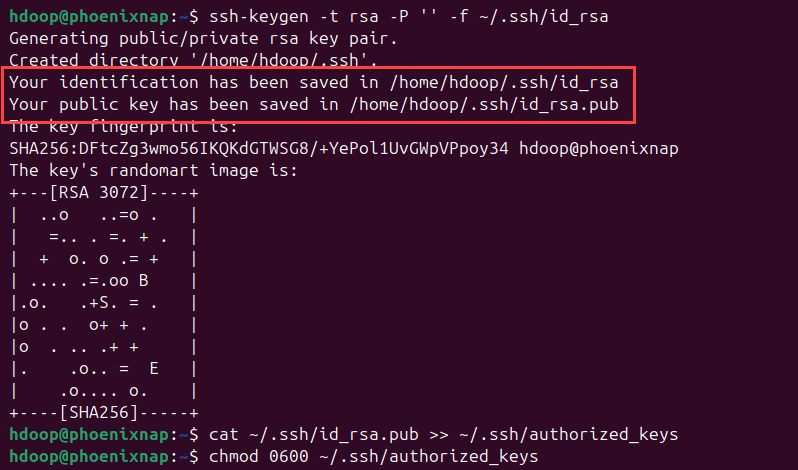 hdoop@phoenixnap:~$ ssh-keygen -t rsa -P '' -f ~/.ssh/id_rsa
Generating public/private rsa key pair.
Created directory '/home/hdoop/.ssh'.
Your identification has been saved in /home/hdoop/.ssh/id_rsa
Your public key has been saved in /home/hdoop/.ssh/id_rsa.pub
The key fingerprint is:
SHA256:DFtcZg3wmo56IKQKdGTWSG8/+YePol1UvGWpVPpoy34 hdoop@phoenixnap
The key's randomart image is:
+---[RSA 3072]----+
|  ..o   ..=o .   |
|   =.. . =. + .  |
|  +  o. o .= +   |
| .... .=.oo B    |
|.o.   .+S. = .   |
|o . .  o+ + .    |
|o  . .. .+ +     |
|.    .o.. =  E   |
|    .o.... o.    |
+----[SHA256]-----+
hdoop@phoenixnap:~$ cat ~/.ssh/id_rsa.pub >> ~/.ssh/authorized_keys
hdoop@phoenixnap:~$ chmod 0600 ~/.ssh/authorized_keys